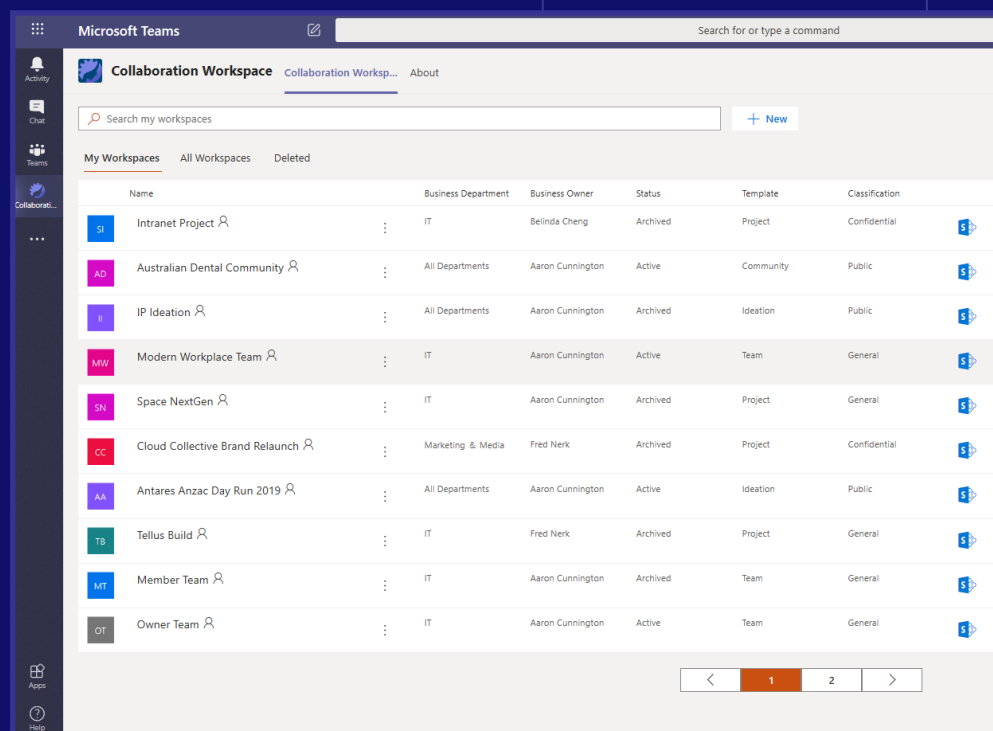 Microsoft Teams
Search for or type a command
Activity
Chat
Teams
Collaborati...
Apps
Help
Collaboration Workspace Collaboration Worksp... About
Search my workspaces
+ New
My Workspaces All Workspaces Deleted
Name Business Department Business Owner Status Template Classification
SI Intranet Project IT Belinda Cheng Archived Project Confidential
AD Australian Dental Community All Departments Aaron Cunnington Active Community Public
II IP Ideation All Departments Aaron Cunnington Archived Ideation Public
MW Modern Workplace Team IT Aaron Cunnington Active Team General
SN Space NextGen IT Aaron Cunnington Archived Project General
CC Cloud Collective Brand Relaunch Marketing & Media Fred Nerk Archived Project Confidential
AA Antares Anzac Day Run 2019 All Departments Aaron Cunnington Active Ideation Public
TB Tellus Build IT Fred Nerk Archived Project General
MT Member Team IT Aaron Cunnington Archived Team General
OT Owner Team IT Aaron Cunnington Active Team General
1 2